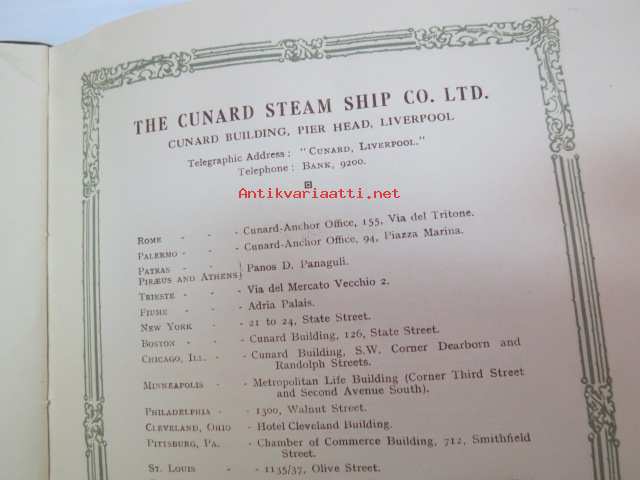 THE CUNARD STEAM SHIP CO. LTD.
CUNARD BUILDING, PIER HEAD, LIVERPOOL
Telegraphic Address: "CUNARD, LIVERPOOL."
Telephone: BANK, 9200.
Antikvariaatti.net
ROME - - - Cunard-Anchor Office, 155, Via del Tritone.
PALERMO - - - Cunard-Anchor Office, 94, Piazza Marina.
PATRAS - - } Panos D. Panaguli.
PIRÆUS AND ATHENS
TRIESTE - - - Via del Mercato Vecchio 2.
FIUME - - - Adria Palais.
NEW YORK - - 21 to 24, State Street.
BOSTON - - - Cunard Building, 126, State Street.
CHICAGO, ILL. - - Cunard Building, S.W. Corner Dearborn and
Randolph Streets.
MINNEAPOLIS - - Metropolitan Life Building (Corner Third Street
and Second Avenue South).
PHILADELPHIA - - 1300, Walnut Street.
CLEVELAND, OHIO - Hotel Cleveland Building.
PITTSBURG, PA. - Chamber of Commerce Building, 712, Smithfield
Street.
ST. LOUIS - - 1135/37, Olive Street.